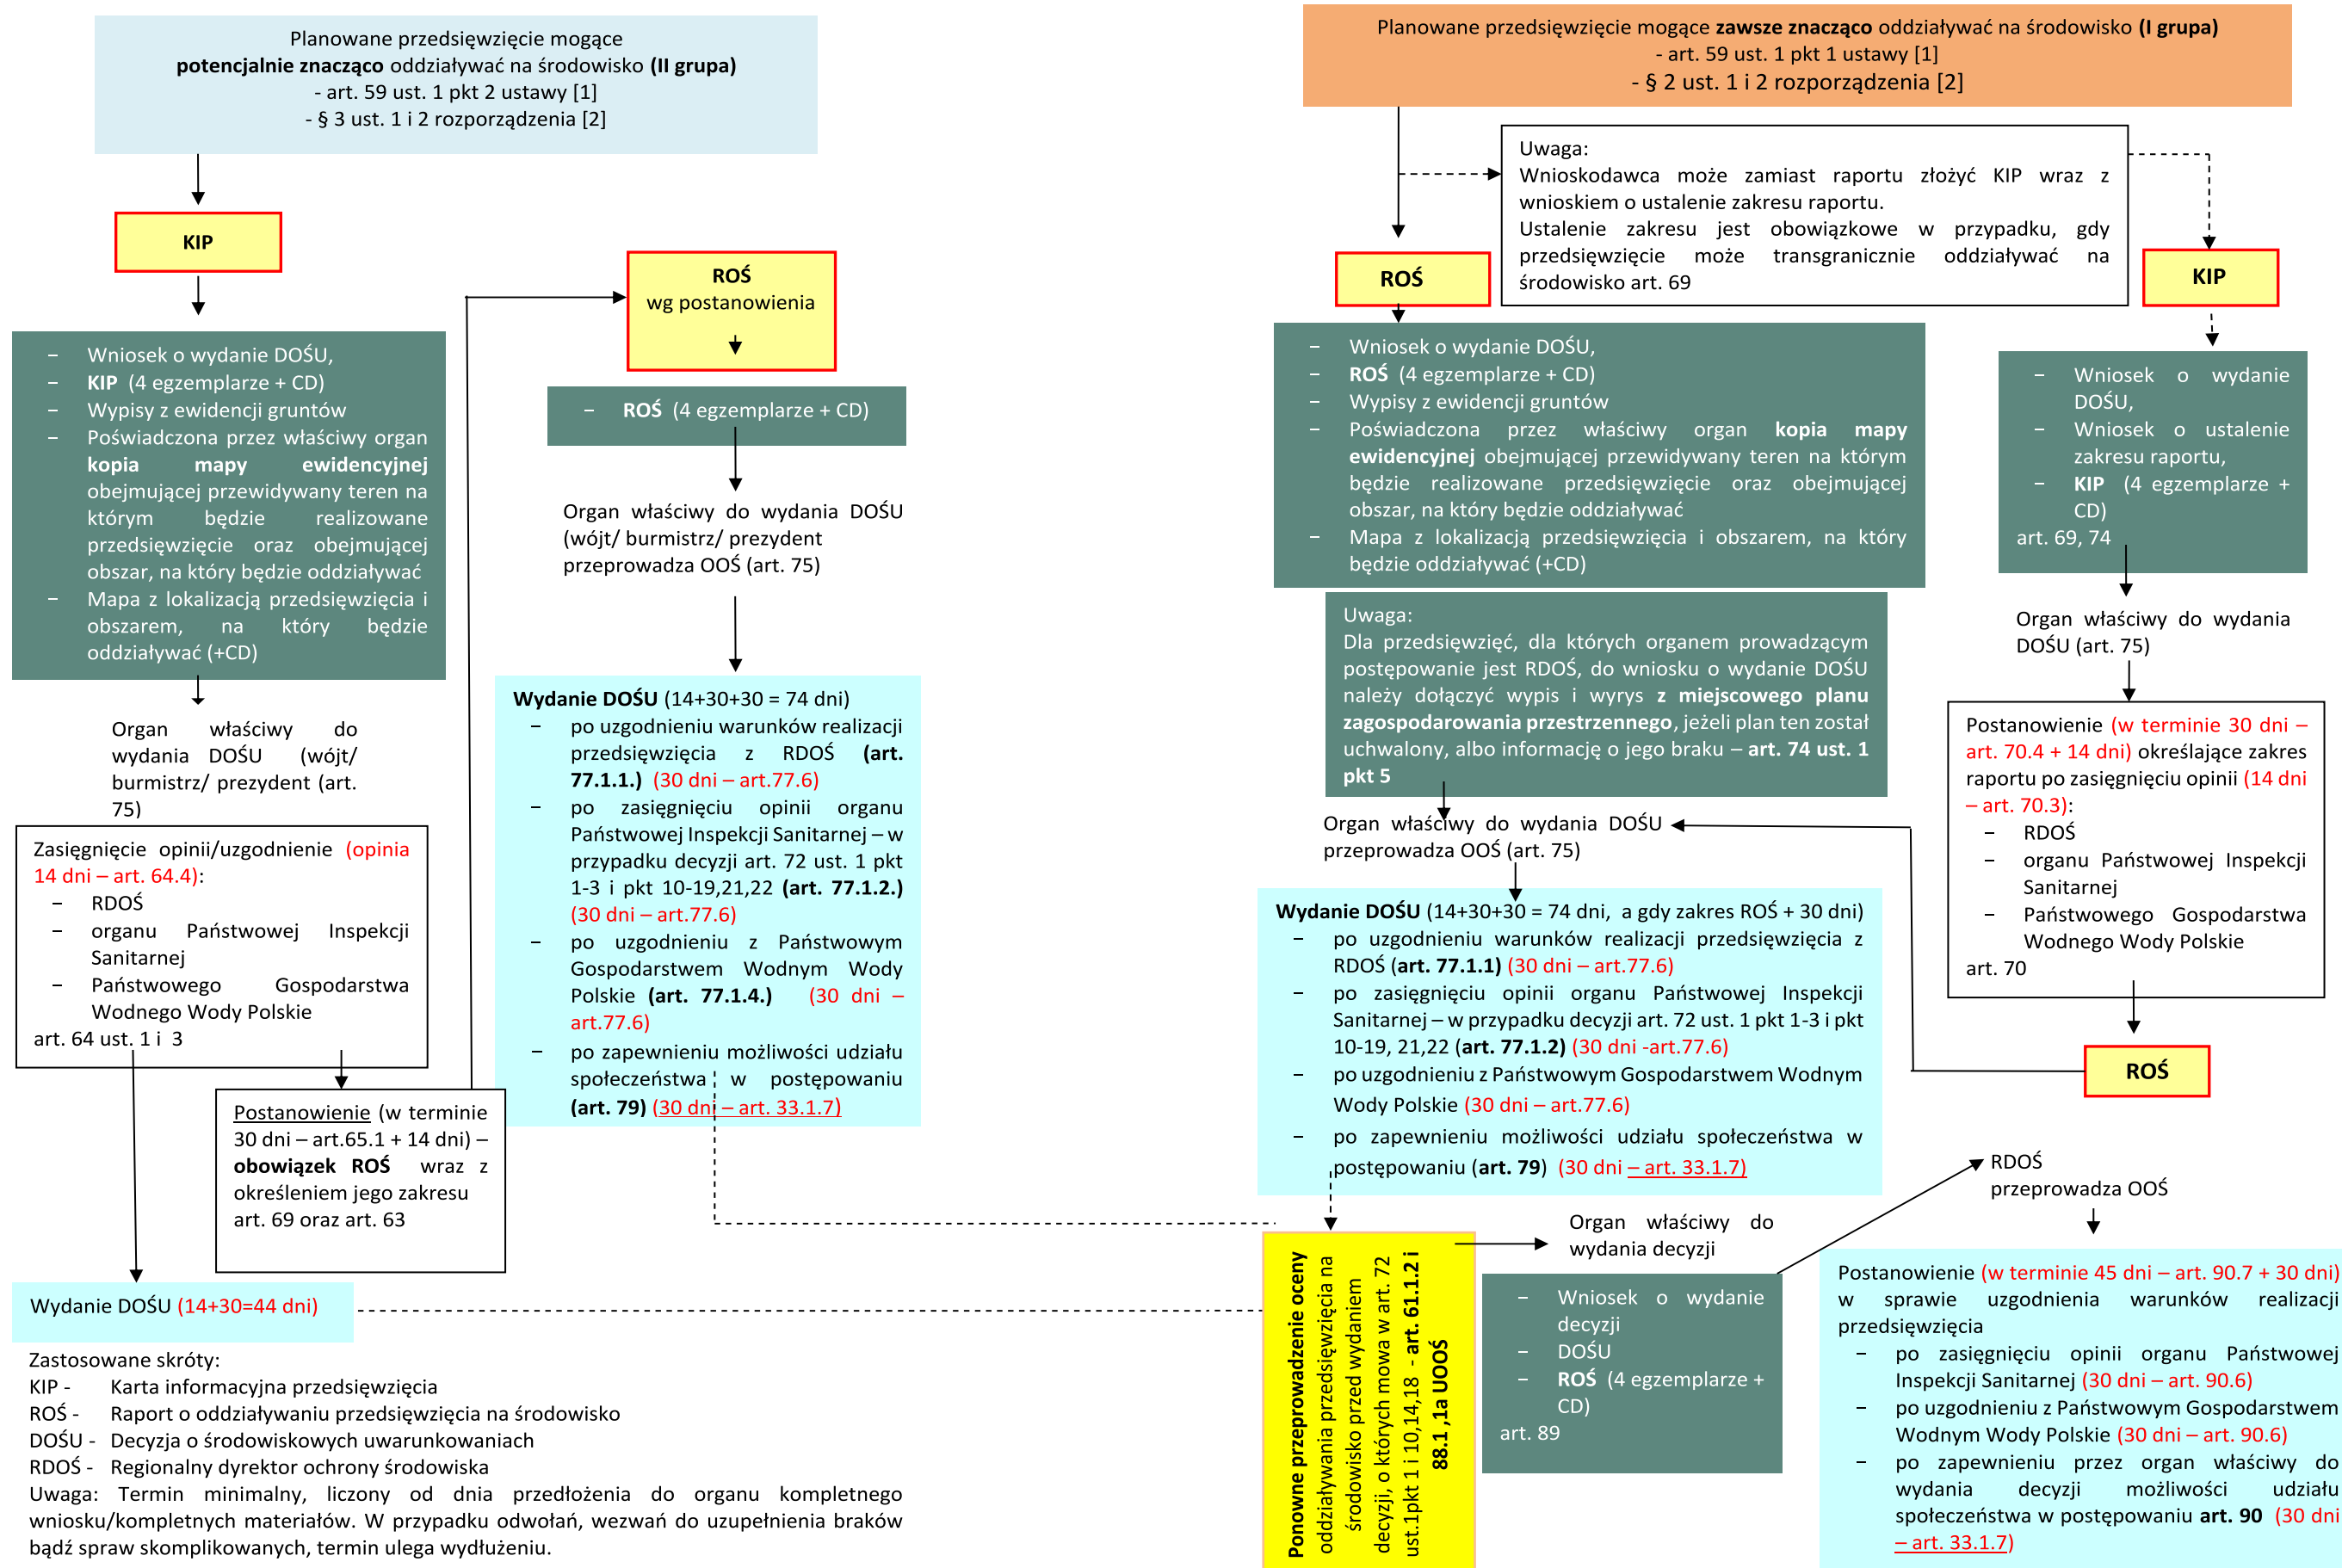 Planowane przedsięwzięcie mogące
potencjalnie znacząco oddziaływać na środowisko (II grupa)
- art. 59 ust. 1 pkt 2 ustawy [1]
- § 3 ust. 1 i 2 rozporządzenia [2]
KIP
− Wniosek o wydanie DOŚU,
− KIP (4 egzemplarze + CD)
− Wypisy z ewidencji gruntów
− Poświadczona przez właściwy organ
kopia mapy ewidencyjnej
obejmującej przewidywany teren na
którym będzie realizowane
przedsięwzięcie oraz obejmującej
obszar, na który będzie oddziaływać
− Mapa z lokalizacją przedsięwzięcia i
obszarem, na który będzie
oddziaływać (+CD)
Organ właściwy do
wydania DOŚU (wójt/
burmistrz/ prezydent (art.
75)
Zasięgnięcie opinii/uzgodnienie (opinia
14 dni – art. 64.4):
− RDOŚ
− organu Państwowej Inspekcji
Sanitarnej
− Państwowego Gospodarstwa
Wodnego Wody Polskie
art. 64 ust. 1 i 3
Postanowienie (w terminie
30 dni – art.65.1 + 14 dni) –
obowiązek ROŚ wraz z
określeniem jego zakresu
art. 69 oraz art. 63
Wydanie DOŚU (14+30=44 dni)
ROŚ
wg postanowienia
− ROŚ (4 egzemplarze + CD)
Organ właściwy do wydania DOŚU
(wójt/ burmistrz/ prezydent
przeprowadza OOŚ (art. 75)
Wydanie DOŚU (14+30+30 = 74 dni)
− po uzgodnieniu warunków realizacji
przedsięwzięcia z RDOŚ (art.
77.1.1.) (30 dni – art.77.6)
− po zasięgnięciu opinii organu
Państwowej Inspekcji Sanitarnej – w
przypadku decyzji art. 72 ust. 1 pkt
1-3 i pkt 10-19,21,22 (art. 77.1.2.)
(30 dni – art.77.6)
− po uzgodnieniu z Państwowym
Gospodarstwem Wodnym Wody
Polskie (art. 77.1.4.) (30 dni –
art.77.6)
− po zapewnieniu możliwości udziału
społeczeństwa w postępowaniu
(art. 79) (30 dni – art. 33.1.7)
Zastosowane skróty:
KIP - Karta informacyjna przedsięwzięcia
ROŚ - Raport o oddziaływaniu przedsięwzięcia na środowisko
DOŚU - Decyzja o środowiskowych uwarunkowaniach
RDOŚ - Regionalny dyrektor ochrony środowiska
Uwaga: Termin minimalny, liczony od dnia przedłożenia do organu kompletnego
wniosku/kompletnych materiałów. W przypadku odwołań, wezwań do uzupełnienia braków
bądź spraw skomplikowanych, termin ulega wydłużeniu.
Planowane przedsięwzięcie mogące zawsze znacząco oddziaływać na środowisko (I grupa)
- art. 59 ust. 1 pkt 1 ustawy [1]
- § 2 ust. 1 i 2 rozporządzenia [2]
Uwaga:
Wnioskodawca może zamiast raportu złożyć KIP wraz z
wnioskiem o ustalenie zakresu raportu.
Ustalenie zakresu jest obowiązkowe w przypadku, gdy
przedsięwzięcie może transgranicznie oddziaływać na
środowisko art. 69
ROŚ
− Wniosek o wydanie DOŚU,
− ROŚ (4 egzemplarze + CD)
− Wypisy z ewidencji gruntów
− Poświadczona przez właściwy organ kopia mapy
ewidencyjnej obejmującej przewidywany teren na którym
będzie realizowane przedsięwzięcie oraz obejmującej
obszar, na który będzie oddziaływać
− Mapa z lokalizacją przedsięwzięcia i obszarem, na który
będzie oddziaływać (+CD)
Uwaga:
Dla przedsięwzięć, dla których organem prowadzącym
postępowanie jest RDOŚ, do wniosku o wydanie DOŚU
należy dołączyć wypis i wyrys z miejscowego planu
zagospodarowania przestrzennego, jeżeli plan ten został
uchwalony, albo informację o jego braku – art. 74 ust. 1
pkt 5
Organ właściwy do wydania DOŚU
przeprowadza OOŚ (art. 75)
Wydanie DOŚU (14+30+30 = 74 dni, a gdy zakres ROŚ + 30 dni)
− po uzgodnieniu warunków realizacji przedsięwzięcia z
RDOŚ (art. 77.1.1) (30 dni – art.77.6)
− po zasięgnięciu opinii organu Państwowej Inspekcji
Sanitarnej – w przypadku decyzji art. 72 ust. 1 pkt 1-3 i pkt
10-19, 21,22 (art. 77.1.2) (30 dni -art.77.6)
− po uzgodnieniu z Państwowym Gospodarstwem Wodnym
Wody Polskie (30 dni – art.77.6)
− po zapewnieniu możliwości udziału społeczeństwa w
postępowaniu (art. 79) (30 dni – art. 33.1.7)
KIP
− Wniosek o wydanie
DOŚU,
− Wniosek o ustalenie
zakresu raportu,
− KIP (4 egzemplarze +
CD)
art. 69, 74
Organ właściwy do wydania
DOŚU (art. 75)
Postanowienie (w terminie 30 dni –
art. 70.4 + 14 dni) określające zakres
raportu po zasięgnięciu opinii (14 dni
– art. 70.3):
− RDOŚ
− organu Państwowej Inspekcji
Sanitarnej
− Państwowego Gospodarstwa
Wodnego Wody Polskie
art. 70
ROŚ
Ponowne przeprowadzenie oceny
oddziaływania przedsięwzięcia na
środowisko przed wydaniem
decyzji, o których mowa w art. 72
ust.1pkt 1 i 10,14,18 - art. 61.1.2 i
88.1 ,1a UOOŚ
Organ właściwy do
wydania decyzji
− Wniosek o wydanie
decyzji
− DOŚU
− ROŚ (4 egzemplarze +
CD)
art. 89
RDOŚ
przeprowadza OOŚ
Postanowienie (w terminie 45 dni – art. 90.7 + 30 dni)
w sprawie uzgodnienia warunków realizacji
przedsięwzięcia
− po zasięgnięciu opinii organu Państwowej
Inspekcji Sanitarnej (30 dni – art. 90.6)
− po uzgodnieniu z Państwowym Gospodarstwem
Wodnym Wody Polskie (30 dni – art. 90.6)
− po zapewnieniu przez organ właściwy do
wydania decyzji możliwości udziału
społeczeństwa w postępowaniu art. 90 (30 dni
– art. 33.1.7)